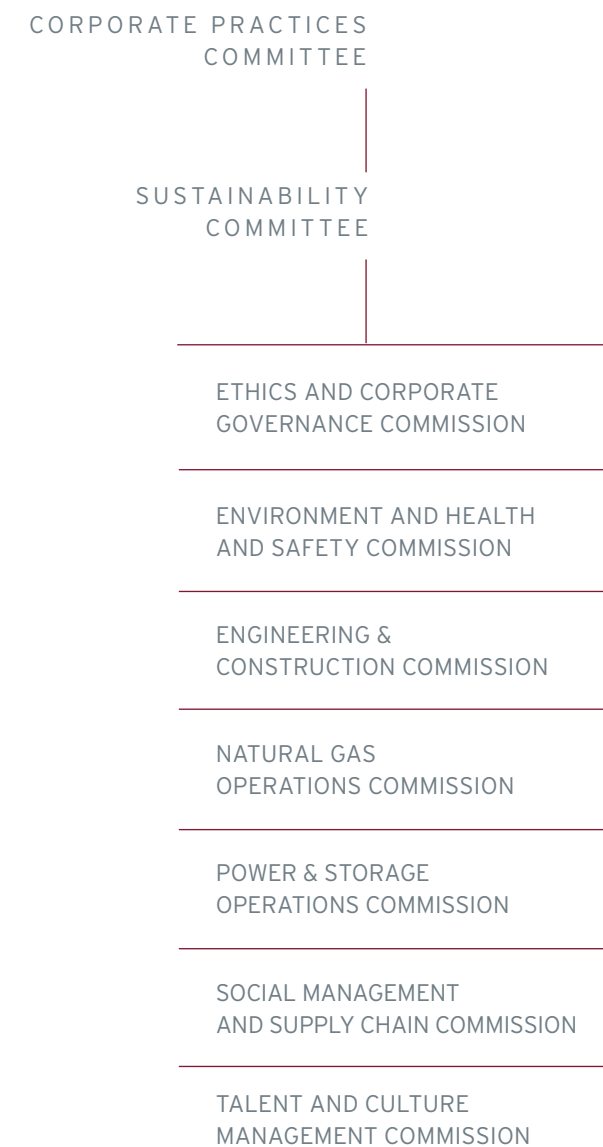 CORPORATE PRACTICES
COMMITTEE
SUSTAINABILITY
COMMITTEE
ETHICS AND CORPORATE
GOVERNANCE COMMISSION
ENVIRONMENT AND HEALTH
AND SAFETY COMMISSION
ENGINEERING &
CONSTRUCTION COMMISSION
NATURAL GAS
OPERATIONS COMMISSION
POWER & STORAGE
OPERATIONS COMMISSION
SOCIAL MANAGEMENT
AND SUPPLY CHAIN COMMISSION
TALENT AND CULTURE
MANAGEMENT COMMISSION